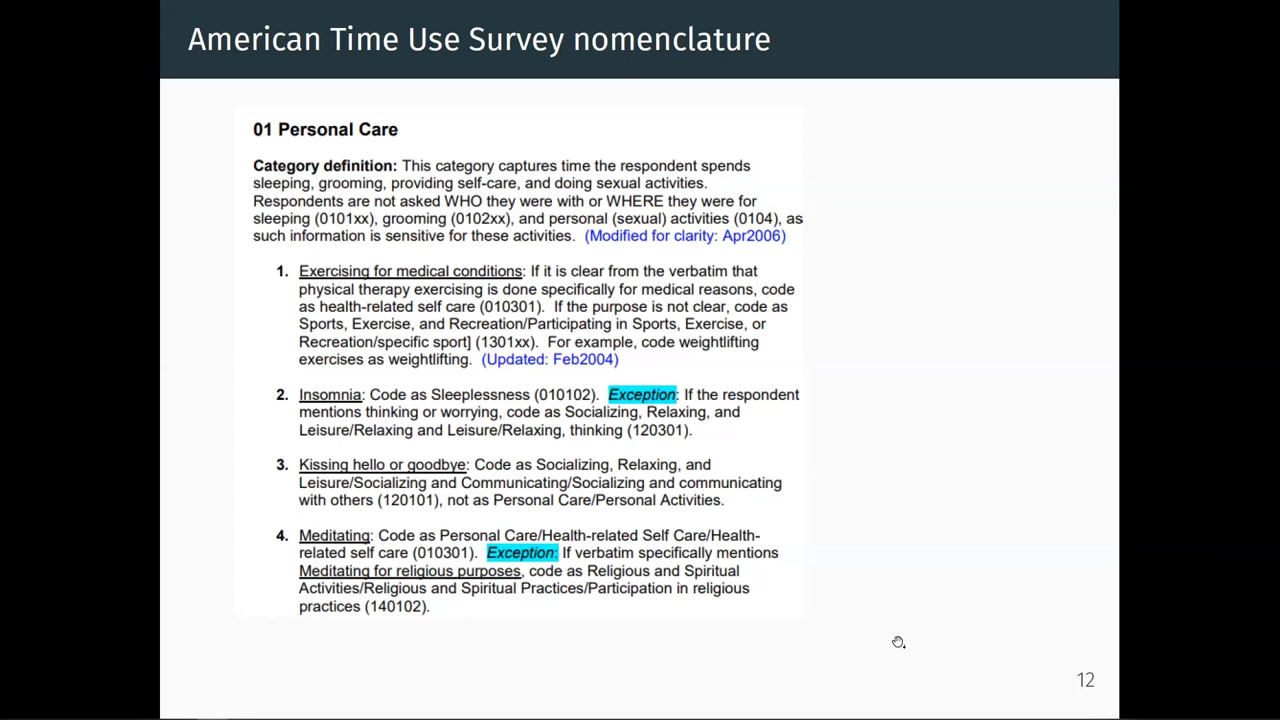 American Time Use Survey nomenclature
01 Personal Care
Category definition: This category captures time the respondent spends
sleeping, grooming, providing self-care, and doing sexual activities.
Respondents are not asked WHO they were with or WHERE they were for
sleeping (0101xx), grooming (0102xx), and personal (sexual) activities (0104), as
such information is sensitive for these activities. (Modified for clarity: Apr2006)
1. Exercising for medical conditions: If it is clear from the verbatim that
physical therapy exercising is done specifically for medical reasons, code
as health-related self care (010301). If the purpose is not clear, code as
Sports, Exercise, and Recreation/Participating in Sports, Exercise, or
Recreation/specific sport] (1301xx). For example, code weightlifting
exercises as weightlifting. (Updated: Feb2004)
2. Insomnia: Code as Sleeplessness (010102). Exception: If the respondent
mentions thinking or worrying, code as Socializing, Relaxing, and
Leisure/Relaxing and Leisure/Relaxing, thinking (120301).
3. Kissing hello or goodbye: Code as Socializing, Relaxing, and
Leisure/Socializing and Communicating/Socializing and communicating
with others (120101), not as Personal Care/Personal Activities.
4. Meditating: Code as Personal Care/Health-related Self Care/Health-
related self care (010301). Exception: If verbatim specifically mentions
Meditating for religious purposes, code as Religious and Spiritual
Activities/Religious and Spiritual Practices/Participation in religious
practices (140102).
12